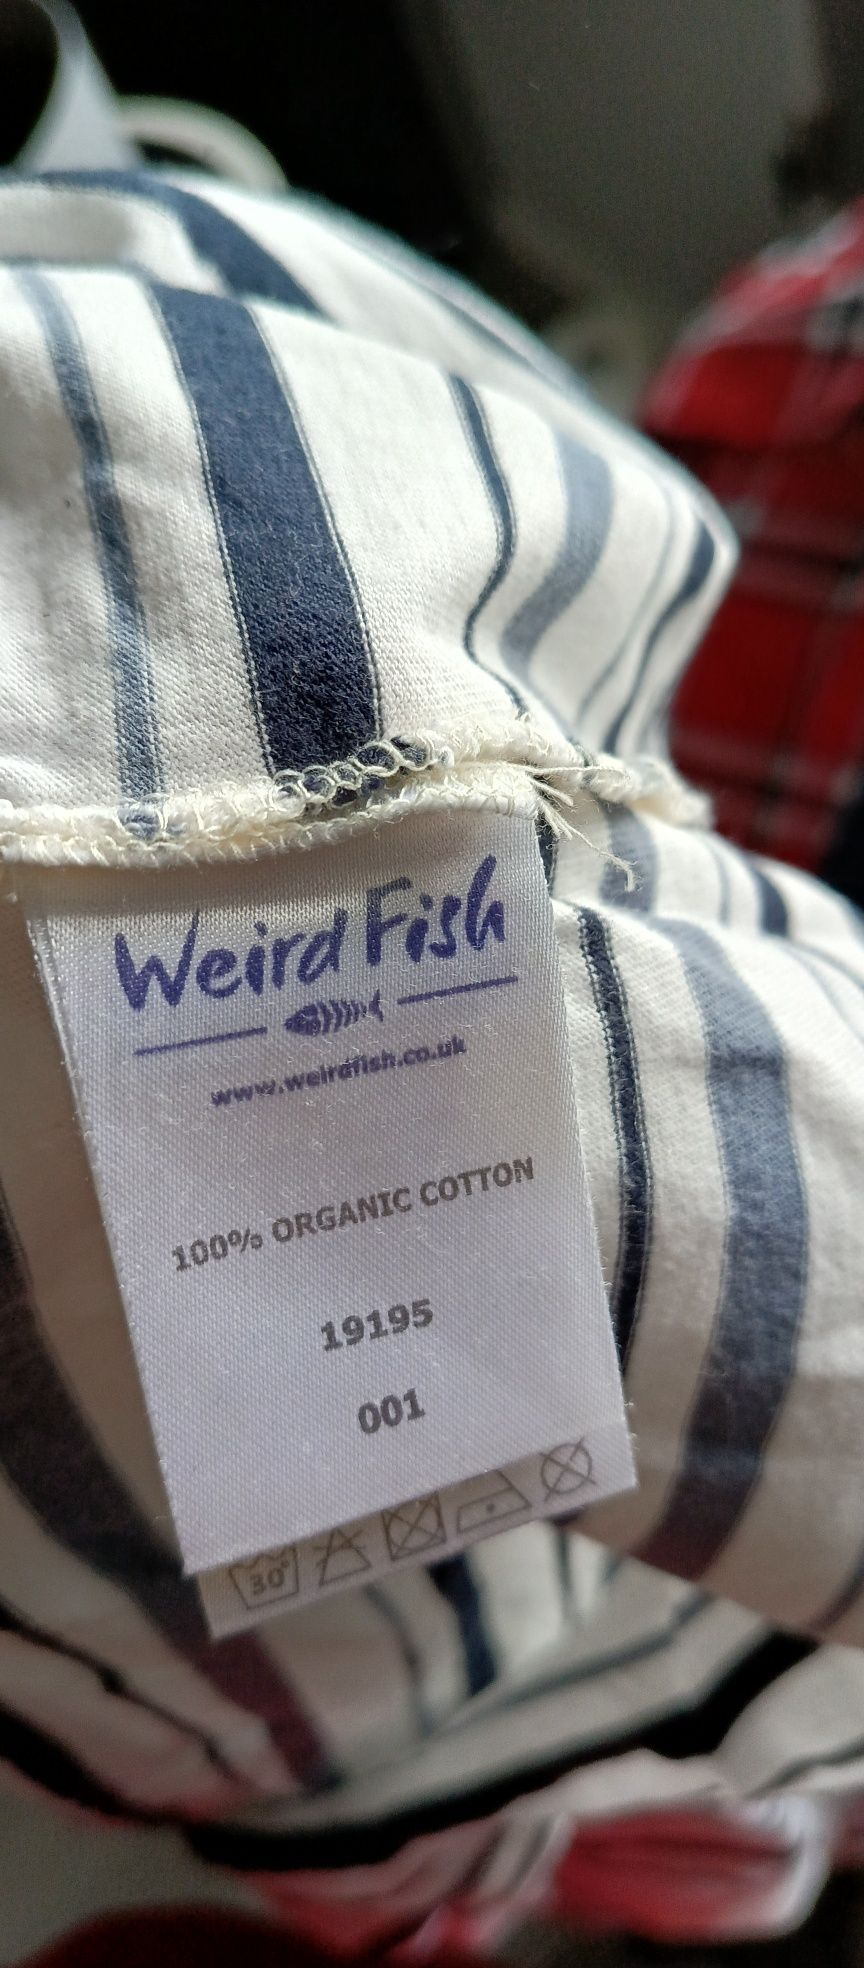 Weird Fish
www.weirdfish.co.uk
100% ORGANIC COTTON
19195
001
30°